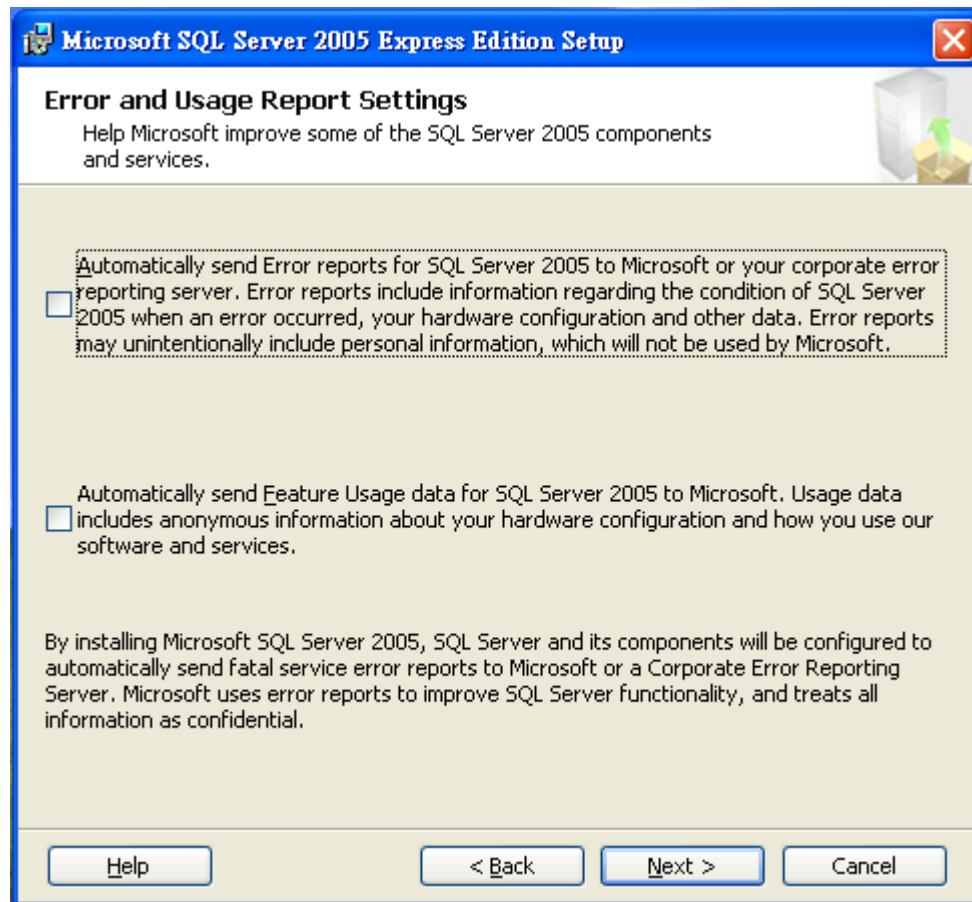 Microsoft SQL Server 2005 Express Edition Setup
Error and Usage Report Settings
Help Microsoft improve some of the SQL Server 2005 components
and services.
Automatically send Error reports for SQL Server 2005 to Microsoft or your corporate error
reporting server. Error reports include information regarding the condition of SQL Server
2005 when an error occurred, your hardware configuration and other data. Error reports
may unintentionally include personal information, which will not be used by Microsoft.
Automatically send Feature Usage data for SQL Server 2005 to Microsoft. Usage data
includes anonymous information about your hardware configuration and how you use our
software and services.
By installing Microsoft SQL Server 2005, SQL Server and its components will be configured to
automatically send fatal service error reports to Microsoft or a Corporate Error Reporting
Server. Microsoft uses error reports to improve SQL Server functionality, and treats all
information as confidential.
Help
< Back
Next >
Cancel